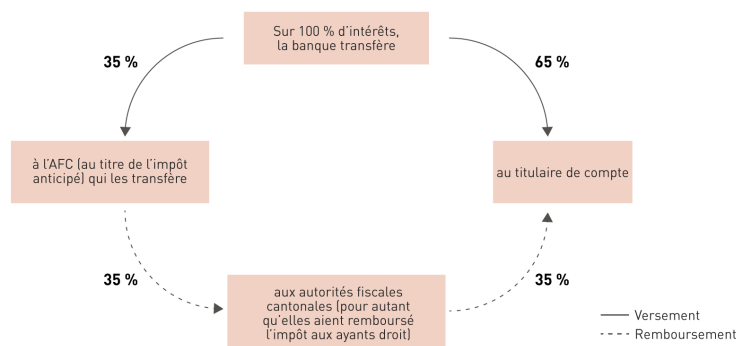 Sur 100 % d'intérêts,
la banque transfère
35 %
65 %
à l'AFC (au titre de l'impôt
anticipé) qui les transfère
au titulaire de compte
35 %
35 %
aux autorités fiscales
cantonales (pour autant
qu'elles aient remboursé
l'impôt aux ayants droit)
Versement
Remboursement